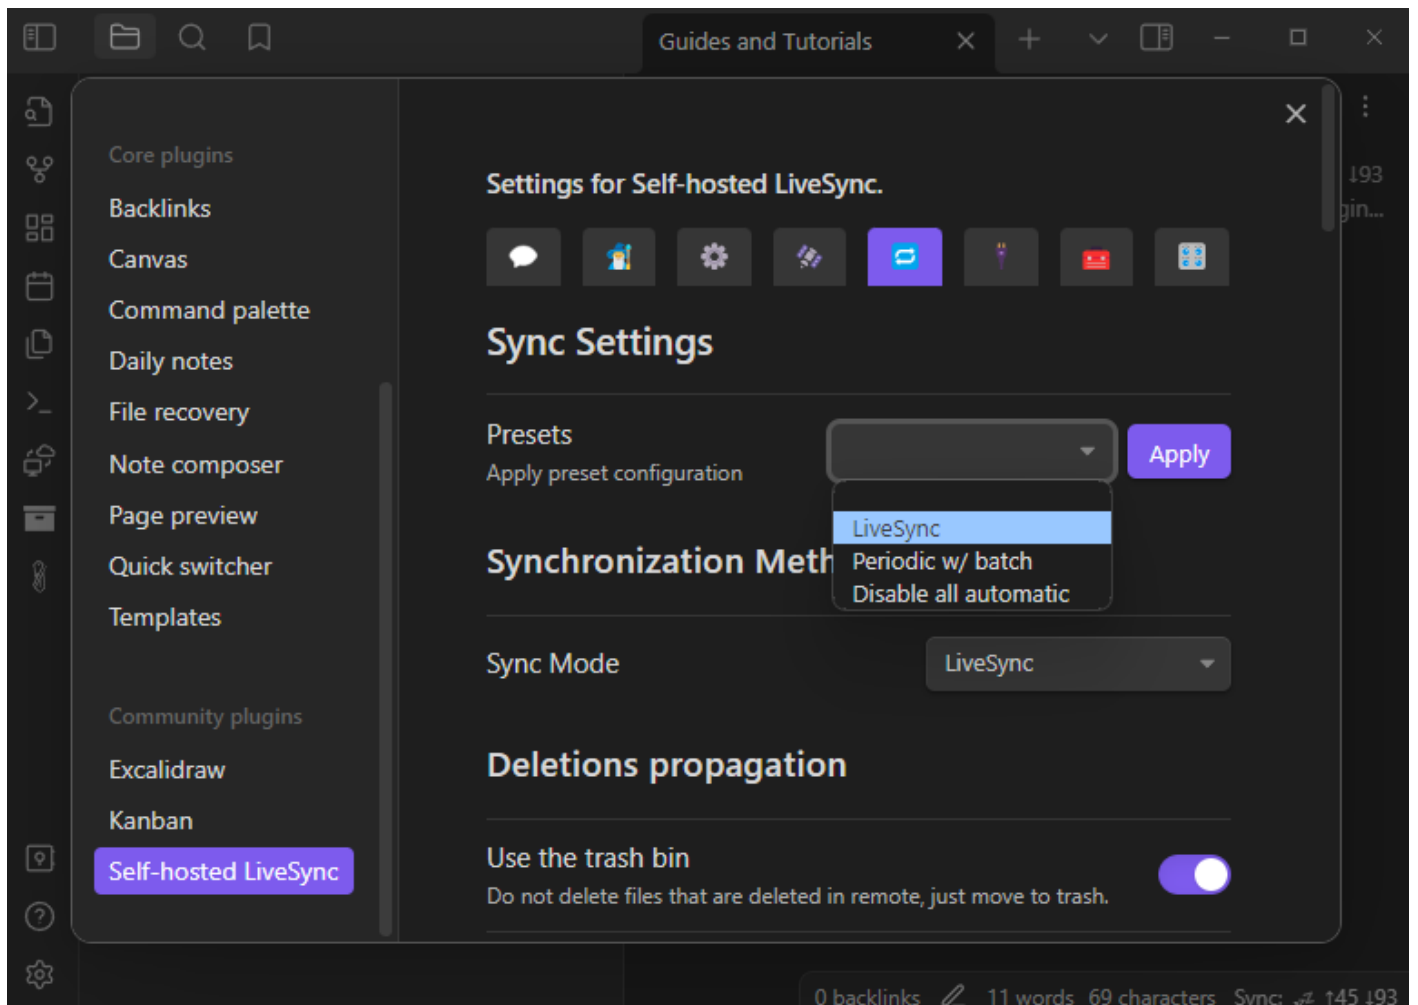 Guides and Tutorials
Core plugins
Backlinks
Canvas
Command palette
Daily notes
File recovery
Note composer
Page preview
Quick switcher
Templates
Community plugins
Excalidraw
Kanban
Self-hosted LiveSync
Settings for Self-hosted LiveSync.
Sync Settings
Presets
Apply preset configuration
Apply
LiveSync
Periodic w/ batch
Disable all automatic
Synchronization Meth
Sync Mode
LiveSync
Deletions propagation
Use the trash bin
Do not delete files that are deleted in remote, just move to trash.
↓93
gin...
0 backlinks 11 words 69 characters Sync: 💤 ↑45 ↓93